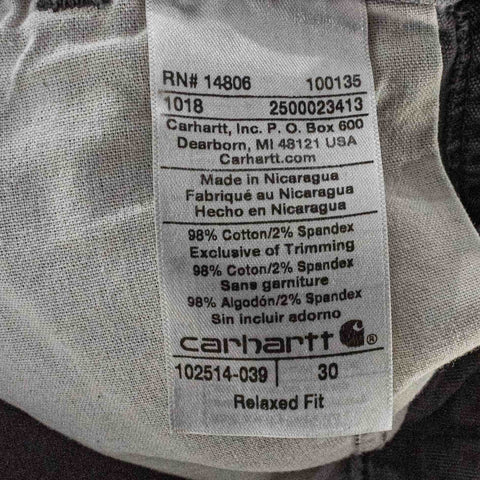 RN# 14806 100135
1018 2500023413
Carhartt, Inc. P. O. Box 600
Dearborn, MI 48121 USA
Carhartt.com
Made in Nicaragua
Fabriqué au Nicaragua
Hecho en Nicaragua
98% Cotton/2% Spandex
Exclusive of Trimming
98% Coton/2% Spandex
Sans garniture
98% Algodón/2% Spandex
Sin incluir adorno
carhartt
102514-039 30
Relaxed Fit